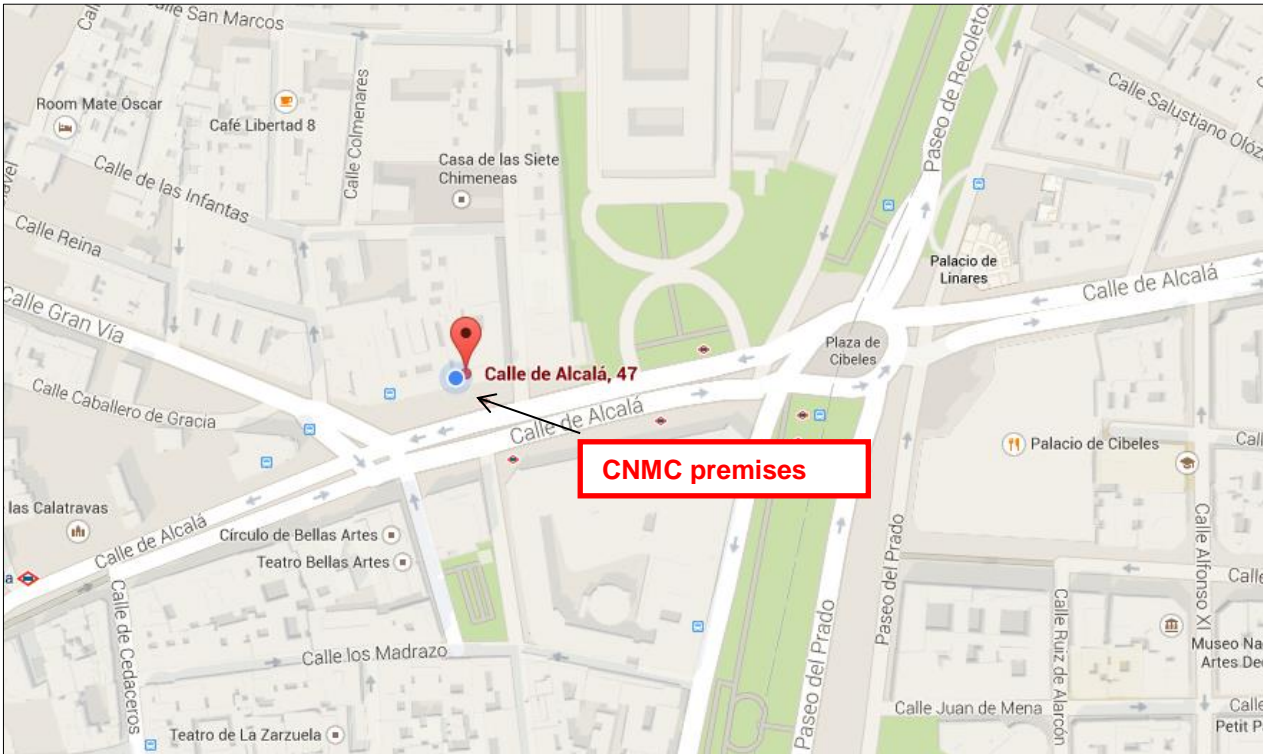 Calle San Marcos
Paseo de Recoletos
Calle Salustiano Olóza
Room Mate Óscar
Café Libertad 8
Calle Colmenares
Casa de las Siete
Chimeneas
Calle de las Infantas
Calle Reina
Palacio de
Linares
Calle de Alcalá
Calle Gran Vía
Plaza de
Cibeles
Calle de Alcalá, 47
Calle Caballero de Gracia
Calle de Alcalá
CNMC premises
Palacio de Cibeles
Call
las Calatravas
Calle de Alcalá
Círculo de Bellas Artes
Teatro Bellas Artes
a
Calle de Cedaceros
Calle los Madrazo
Teatro de La Zarzuela
Paseo del Prado
Paseo del Prado
Calle Ruiz de Alarcón
Calle Alfonso XI
Calle
Museo Na
Artes Dec
Calle Juan de Mena
Calle
Petit P